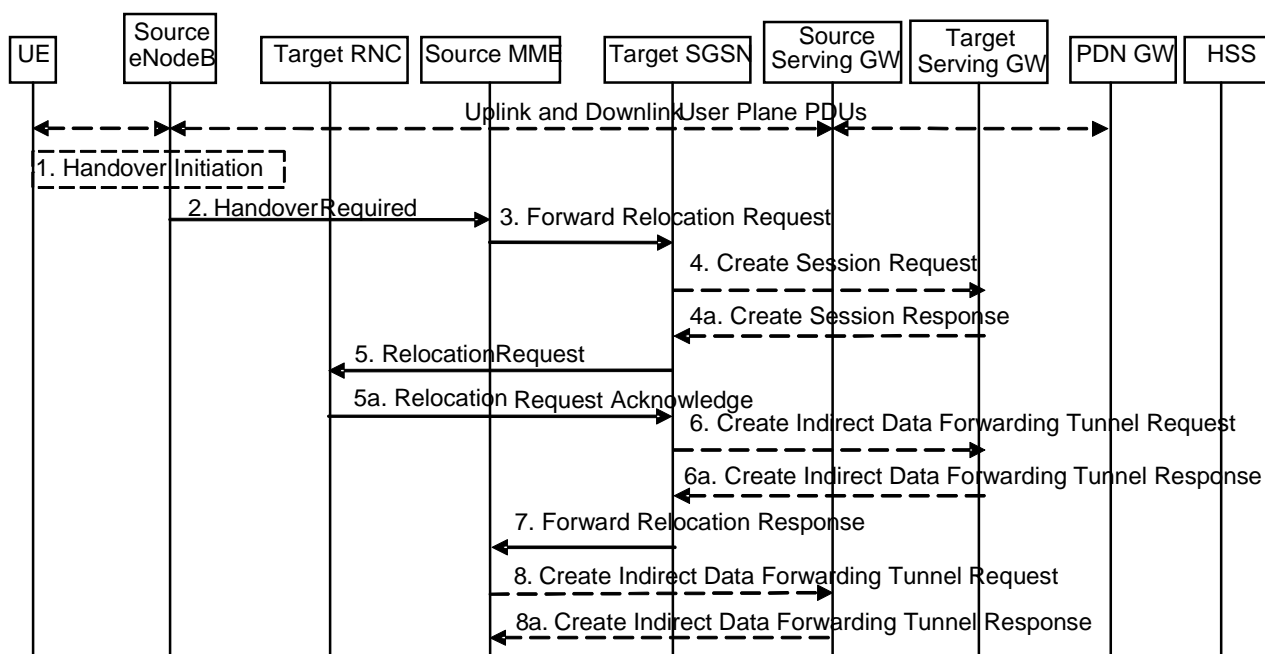 UE
Source
eNodeB
Target RNC
Source MME
Target SGSN
Source
Serving GW
Target
Serving GW
PDN GW
HSS
Uplink and Downlink User Plane PDUs
1. Handover Initiation
2. Handover Required
3. Forward Relocation Request
4. Create Session Request
4a. Create Session Response
5. Relocation Request
5a. Relocation Request Acknowledge
6. Create Indirect Data Forwarding Tunnel Request
6a. Create Indirect Data Forwarding Tunnel Response
7. Forward Relocation Response
8. Create Indirect Data Forwarding Tunnel Request
8a. Create Indirect Data Forwarding Tunnel Response